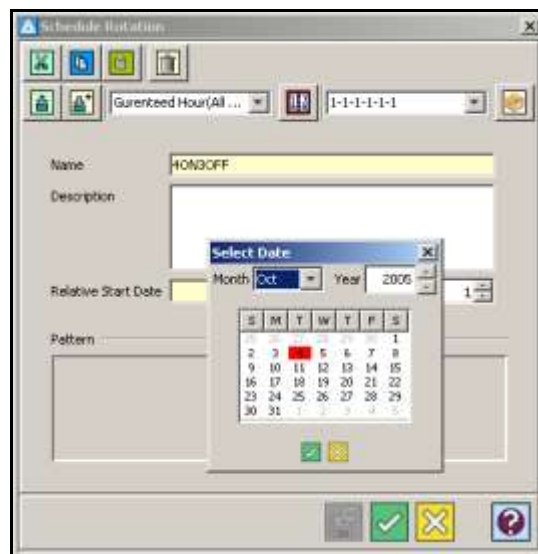 Schedule Rotation
Gurenteed Hour(All ... 1-1-1-1-1-1
Name 4ON3OFF
Description
Select Date
Month Oct Year 2005
Relative Start Date 1
S M T W T F S
25 26 27 28 29 30 1
2 3 4 5 6 7 8
9 10 11 12 13 14 15
16 17 18 19 20 21 22
23 24 25 26 27 28 29
30 31 1 2 3 4 5
Pattern
?